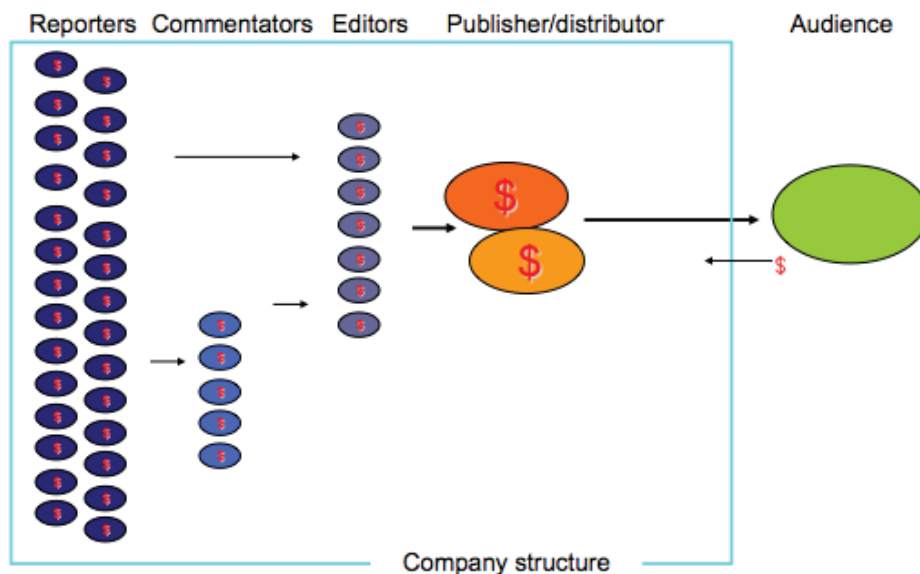 Reporters Commentators Editors Publisher/distributor Audience
$ $ $ $ $ $ $ $ $ $ $ $ $ $
$ $ $ $ $ $ $ $ $ $ $ $ $ $
$ $ $ $ $
$ $ $ $ $ $ $
$
$
$
Company structure